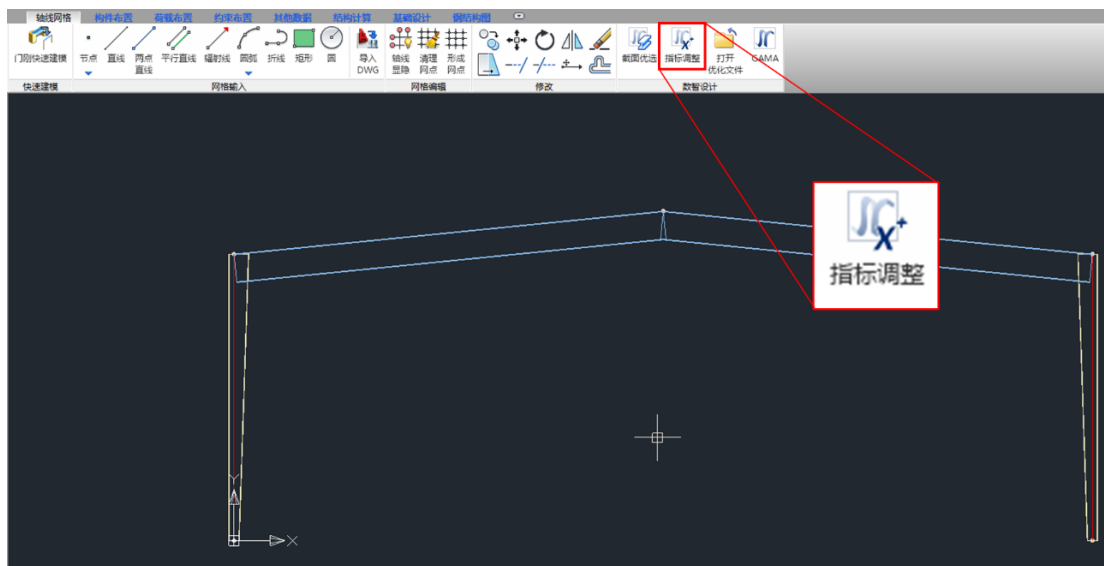 轴线网格 构件布置 荷载布置 约束布置 其他数据 结构计算 基础设计 钢结构图
门刚快速建模 节点 直线 两点直线 平行直线 辐射线 圆弧 折线 矩形 圆 导入DWG 轴线显隐 清理网点 形成网点 截面优选 指标调整 打开优化文件 GAMA
快速建模 网格输入 网格编辑 修改 数智设计
X+
指标调整
Y
X